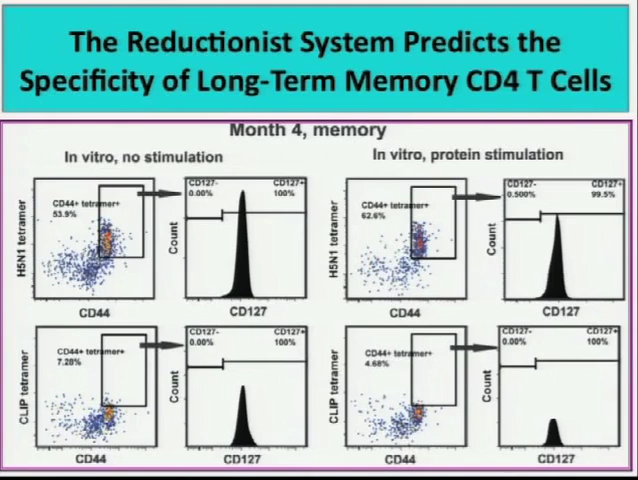 The Reductionist System Predicts the
Specificity of Long-Term Memory CD4 T Cells
Month 4, memory
In vitro, no stimulation
In vitro, protein stimulation
H5N1 tetramer
CD44+ tetramer+
53.9%
CD44
Count
CD127-
0.00%
CD127+
100%
CD127
H5N1 tetramer
CD44+ tetramer+
62.6%
CD44
Count
CD127-
0.500%
CD127+
99.5%
CD127
CLIP tetramer
CD44+ tetramer+
7.28%
CD44
Count
CD127-
0.00%
CD127+
100%
CD127
CLIP tetramer
CD44+ tetramer+
4.68%
CD44
Count
CD127-
0.00%
CD127+
100%
CD127